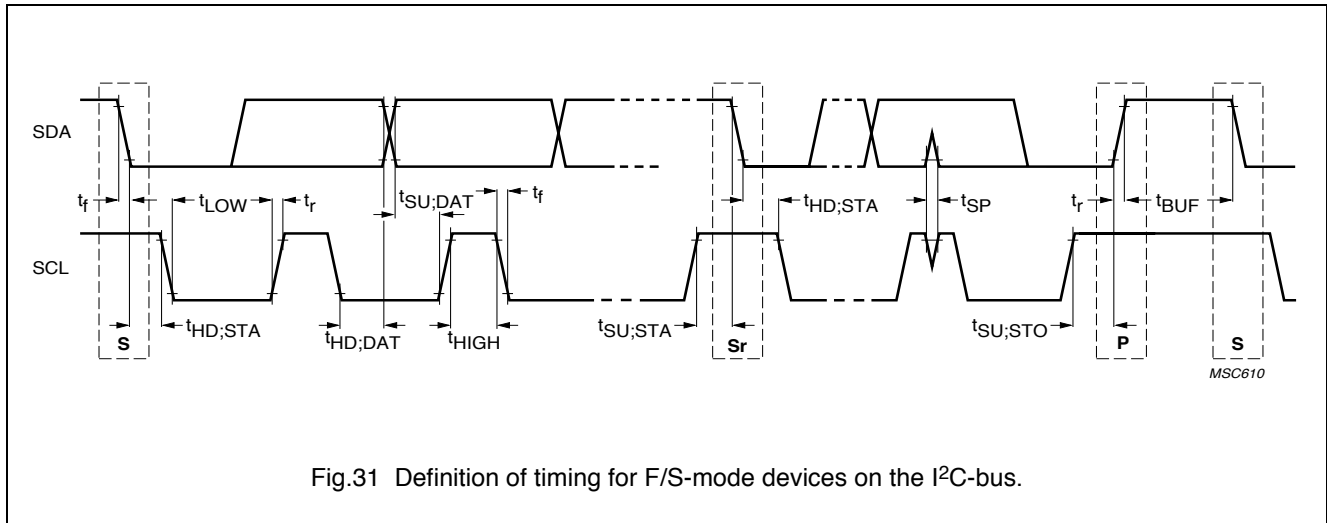 SDA
t_f
t_LOW
t_r
t_SU;DAT
t_f
t_HD;STA
t_SP
t_r
t_BUF
SCL
t_HD;STA
t_HD;DAT
t_HIGH
t_SU;STA
t_SU;STO
S
Sr
P
S
MSC610
Fig.31 Definition of timing for F/S-mode devices on the I²C-bus.